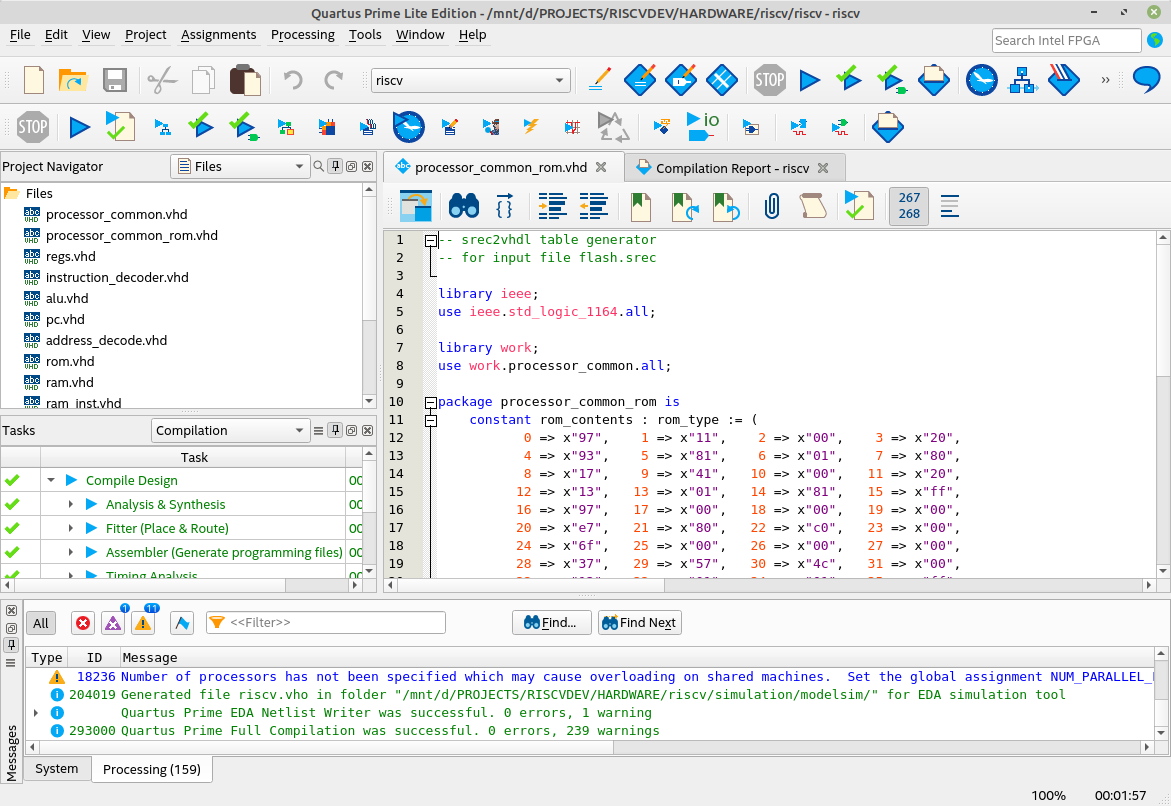 Quartus Prime Lite Edition - /mnt/d/PROJECTS/RISCVDEV/HARDWARE/riscv/riscv - riscv
File Edit View Project Assignments Processing Tools Window Help
Search Intel FPGA
riscv
STOP
»
STOP
io
Project Navigator
Files
processor_common_rom.vhd
Compilation Report - riscv
Files
processor_common.vhd
processor_common_rom.vhd
regs.vhd
instruction_decoder.vhd
alu.vhd
pc.vhd
address_decode.vhd
rom.vhd
ram.vhd
ram_inst.vhd
267
268
1 -- srec2vhdl table generator
2 -- for input file flash.srec
3
4 library ieee;
5 use ieee.std_logic_1164.all;
6
7 library work;
8 use work.processor_common.all;
9
10 package processor_common_rom is
11 constant rom_contents : rom_type := (
12 0 => x"97", 1 => x"11", 2 => x"00", 3 => x"20",
13 4 => x"93", 5 => x"81", 6 => x"01", 7 => x"80",
14 8 => x"17", 9 => x"41", 10 => x"00", 11 => x"20",
15 12 => x"13", 13 => x"01", 14 => x"81", 15 => x"ff",
16 16 => x"97", 17 => x"00", 18 => x"00", 19 => x"00",
17 20 => x"e7", 21 => x"80", 22 => x"c0", 23 => x"00",
18 24 => x"6f", 25 => x"00", 26 => x"00", 27 => x"00",
19 28 => x"37", 29 => x"57", 30 => x"4c", 31 => x"00",
Tasks
Compilation
Task
Compile Design
Analysis & Synthesis
Fitter (Place & Route)
Assembler (Generate programming files)
Timing Analysis
All
1
11
<<Filter>>
Find...
Find Next
Type ID Message
18236 Number of processors has not been specified which may cause overloading on shared machines. Set the global assignment NUM_PARALLEL_
204019 Generated file riscv.vho in folder "/mnt/d/PROJECTS/RISCVDEV/HARDWARE/riscv/simulation/modelsim/" for EDA simulation tool
Quartus Prime EDA Netlist Writer was successful. 0 errors, 1 warning
293000 Quartus Prime Full Compilation was successful. 0 errors, 239 warnings
Messages
System
Processing (159)
100% 00:01:57